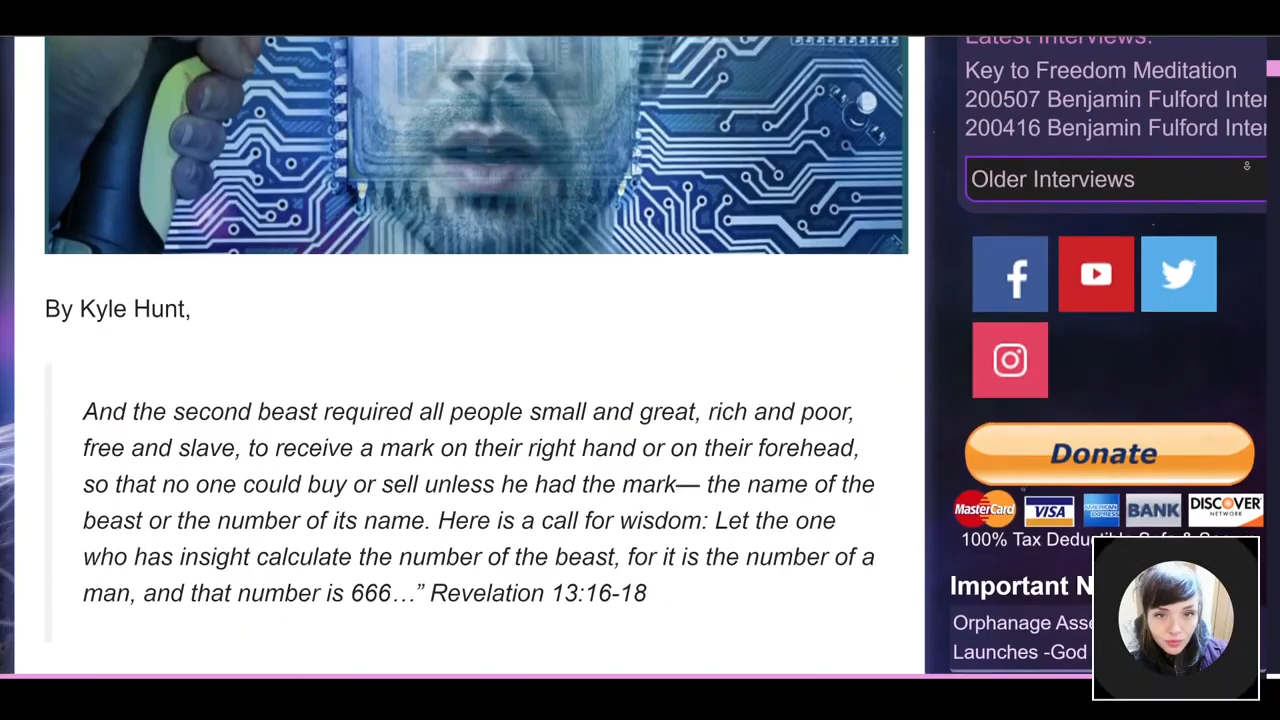 By Kyle Hunt,
And the second beast required all people small and great, rich and poor,
free and slave, to receive a mark on their right hand or on their forehead,
so that no one could buy or sell unless he had the mark— the name of the
beast or the number of its name. Here is a call for wisdom: Let the one
who has insight calculate the number of the beast, for it is the number of a
man, and that number is 666…” Revelation 13:16-18
Latest Interviews:
Key to Freedom Meditation
200507 Benjamin Fulford
200416 Benjamin Fulford
Older Interviews
Donate
MasterCard
VISA
AMERICAN EXPRESS
BANK
DISCOVER
NETWORK
100% Tax
Important
Orphanage
Launches -God